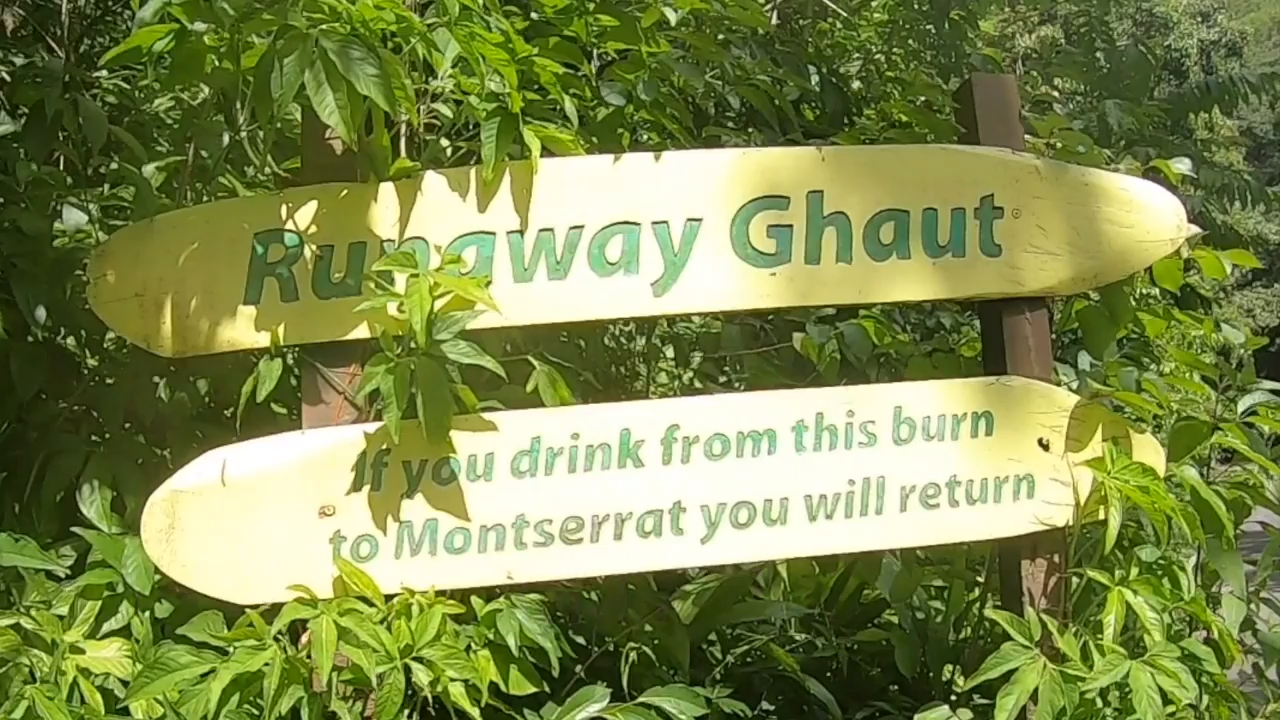 Runaway Ghaut
If you drink from this burn
to Montserrat you will return